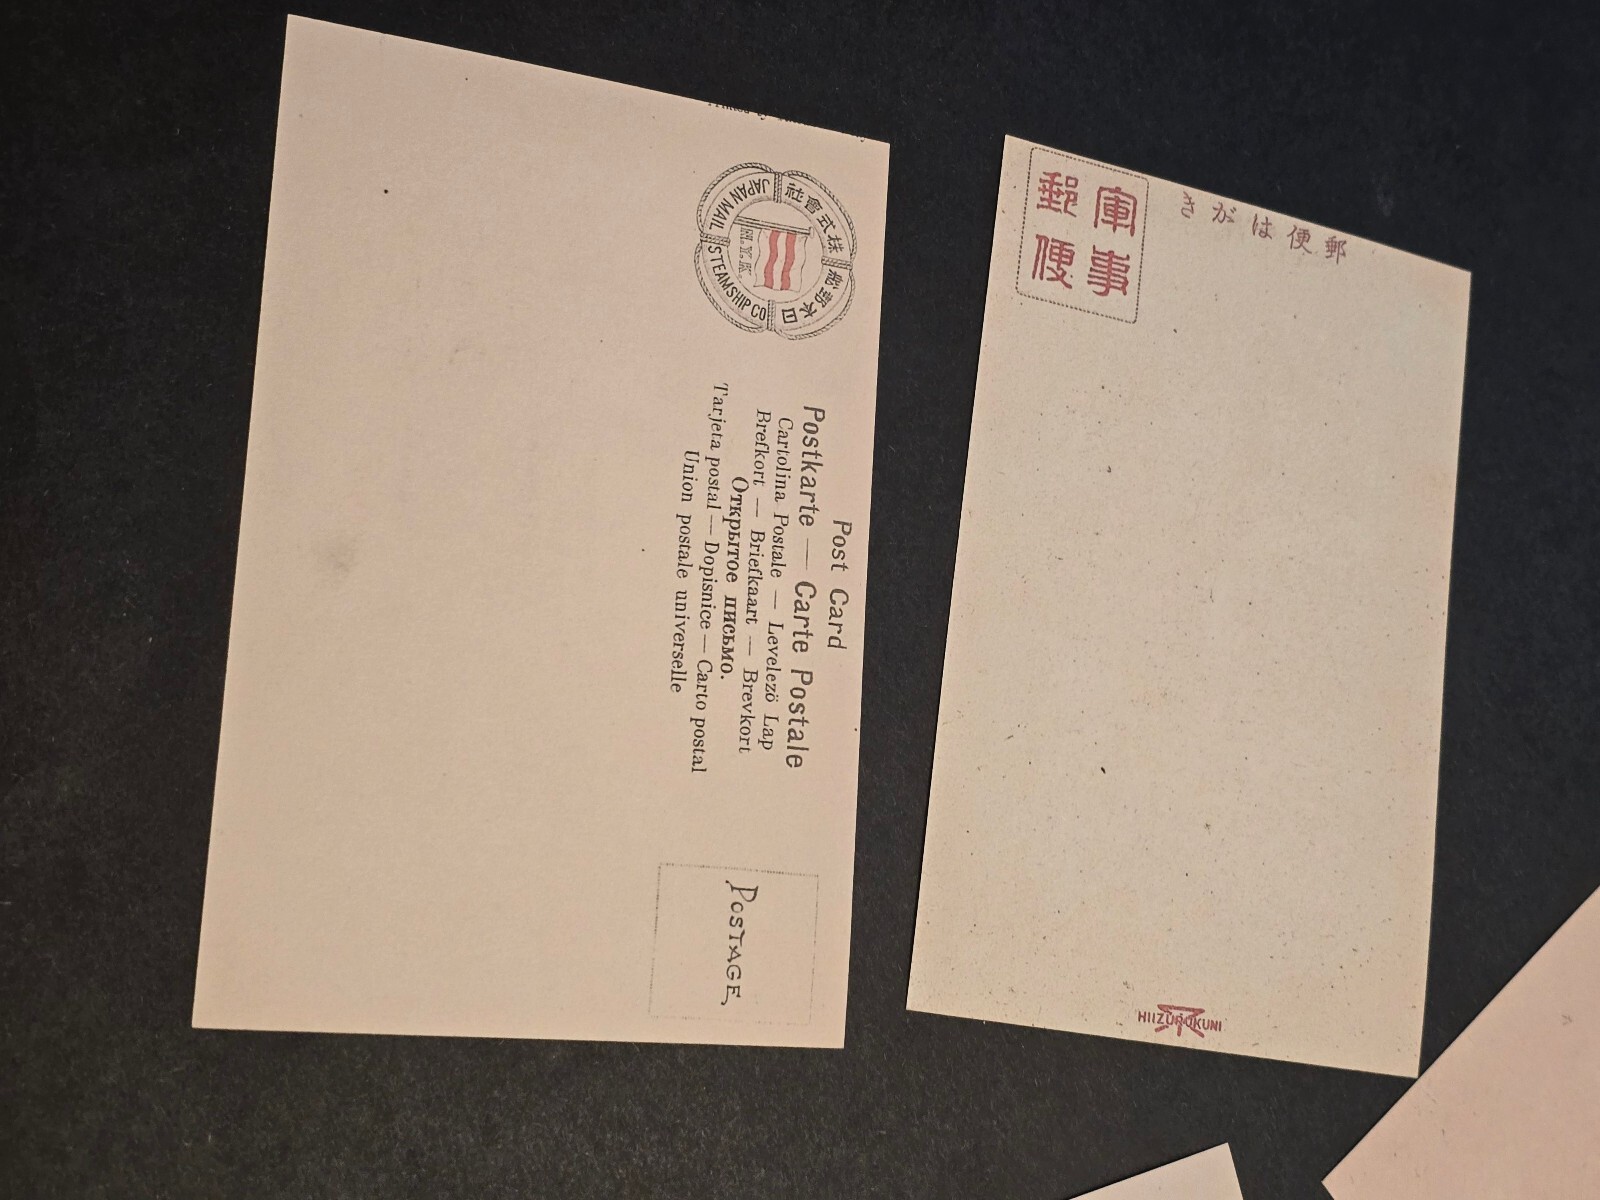 社會式株船郵本日
JAPAN MAIL STEAMSHIP CO
N.Y.K.
Post Card
Postkarte — Carte Postale
Cartolina Postale — Levelezö Lap
Brefkort — Briefkaart — Brevkort
Открытое письмо.
Tarjeta postal — Dopisnice — Carto postal
Union postale universelle
POSTAGE
きがは便郵
軍事
郵便
HIIZURUKUNI